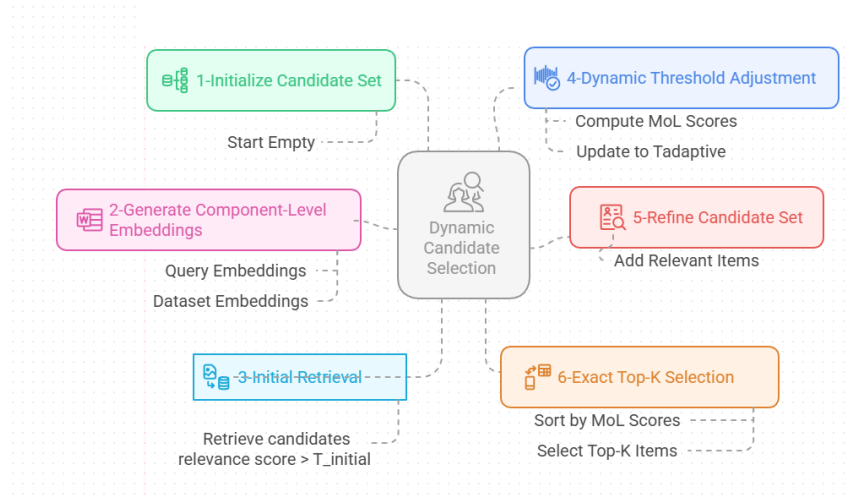 1-Initialize Candidate Set
Start Empty
2-Generate Component-Level
Embeddings
Query Embeddings
Dataset Embeddings
3-Initial Retrieval
Retrieve candidates
relevance score > T_initial
Dynamic
Candidate
Selection
4-Dynamic Threshold Adjustment
Compute MoL Scores
Update to Tadaptive
5-Refine Candidate Set
Add Relevant Items
6-Exact Top-K Selection
Sort by MoL Scores
Select Top-K Items